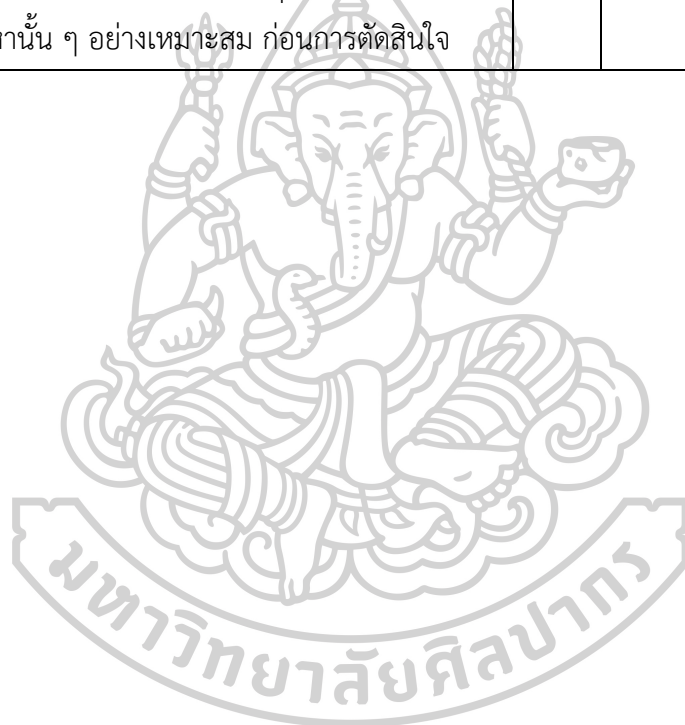 านั้น ๆ อย่างเหมาะสม ก่อนการตัดสินใจ
มหาวิทยาลัยศิลปากร